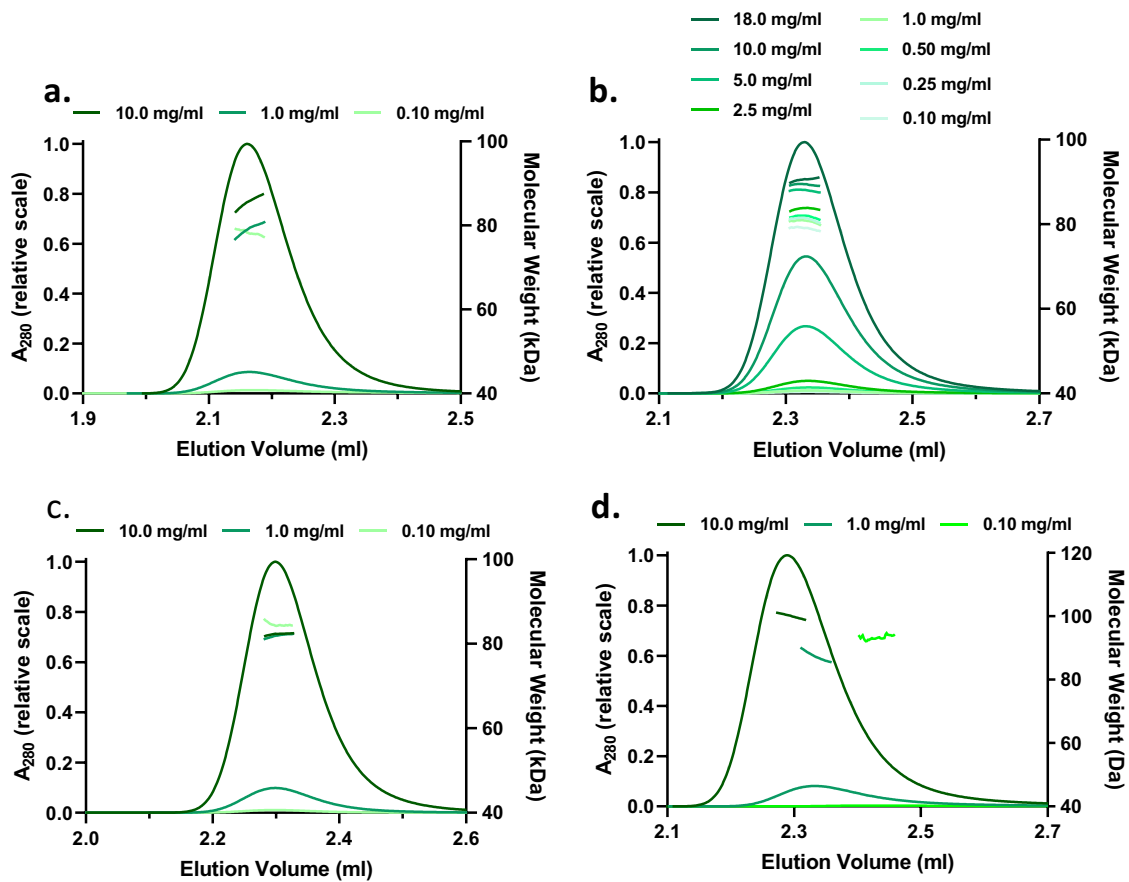 a.
10.0 mg/ml 1.0 mg/ml 0.10 mg/ml
1.0
0.8
0.6
0.4
0.2
0.0
A280 (relative scale)
100
80
60
40
Molecular Weight (kDa)
1.9 2.1 2.3 2.5
Elution Volume (ml)
b.
18.0 mg/ml 1.0 mg/ml
10.0 mg/ml 0.50 mg/ml
5.0 mg/ml 0.25 mg/ml
2.5 mg/ml 0.10 mg/ml
1.0
0.8
0.6
0.4
0.2
0.0
A280 (relative scale)
100
80
60
40
Molecular Weight (kDa)
2.1 2.3 2.5 2.7
Elution Volume (ml)
c.
10.0 mg/ml 1.0 mg/ml 0.10 mg/ml
1.0
0.8
0.6
0.4
0.2
0.0
A280 (relative scale)
100
80
60
40
Molecular Weight (kDa)
2.0 2.2 2.4 2.6
Elution Volume (ml)
d.
10.0 mg/ml 1.0 mg/ml 0.10 mg/ml
1.0
0.8
0.6
0.4
0.2
0.0
A280 (relative scale)
120
100
80
60
40
Molecular Weight (Da)
2.1 2.3 2.5 2.7
Elution Volume (ml)